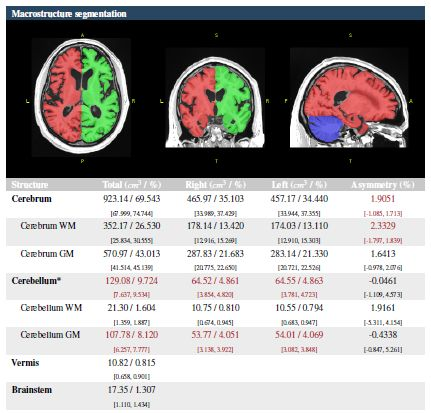 Macrostructure segmentation
A S S
L R L R P A
P I I
Structure Total (cm³ / %) Right (cm³ / %) Left (cm³ / %) Asymmetry (%)
Cerebrum 923.14 / 69.543 465.97 / 35.103 457.17 / 34.440 1.9051
[67.999, 74.744] [33.989, 37.429] [33.944, 37.355] [-1.085, 1.713]
Cerebrum WM 352.17 / 26.530 178.14 / 13.420 174.03 / 13.110 2.3329
[25.834, 30.555] [12.916, 15.269] [12.910, 15.303] [-1.797, 1.839]
Cerebrum GM 570.97 / 43.013 287.83 / 21.683 283.14 / 21.330 1.6413
[41.514, 45.139] [20.775, 22.650] [20.721, 22.526] [-0.978, 2.076]
Cerebellum* 129.08 / 9.724 64.52 / 4.861 64.55 / 4.863 -0.0461
[7.637, 9.534] [3.854, 4.820] [3.781, 4.723] [-1.109, 4.573]
Cerebellum WM 21.30 / 1.604 10.75 / 0.810 10.55 / 0.794 1.9161
[1.359, 1.887] [0.674, 0.945] [0.683, 0.947] [-5.311, 4.154]
Cerebellum GM 107.78 / 8.120 53.77 / 4.051 54.01 / 4.069 -0.4338
[6.257, 7.777] [3.138, 3.922] [3.082, 3.848] [-0.847, 5.261]
Vermis 10.82 / 0.815
[0.658, 0.901]
Brainstem 17.35 / 1.307
[1.110, 1.434]